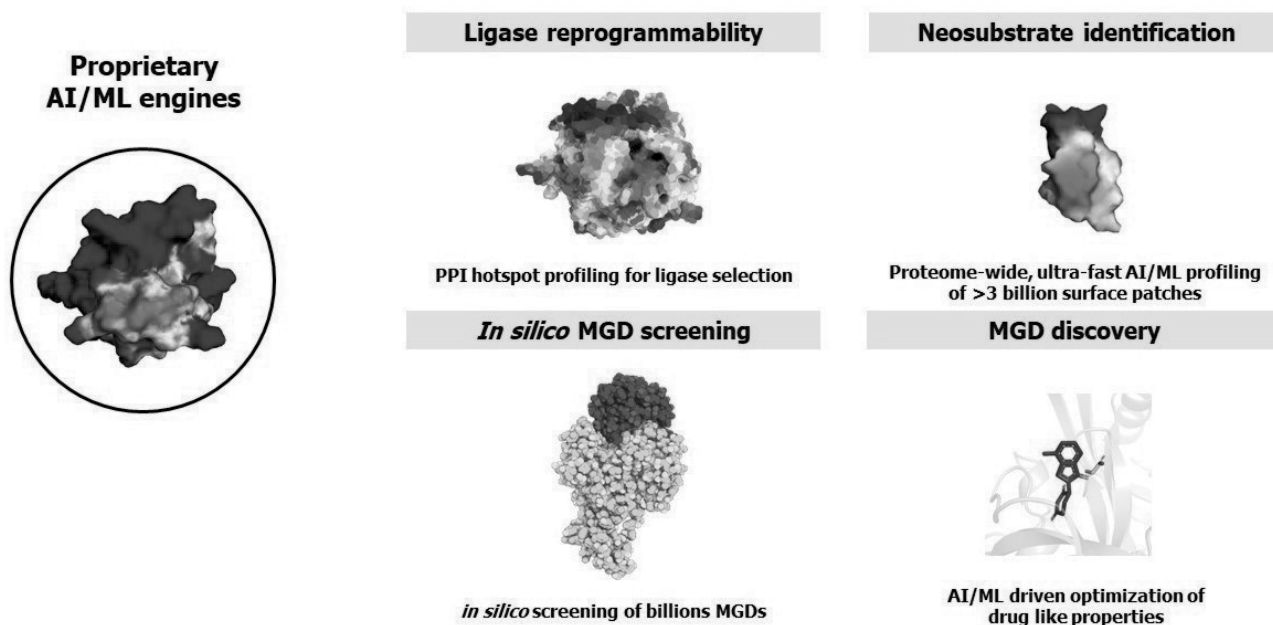 Proprietary
AI/ML engines
Ligase reprogrammability
PPI hotspot profiling for ligase selection
Neosubstrate identification
Proteome-wide, ultra-fast AI/ML profiling
of >3 billion surface patches
In silico MGD screening
in silico screening of billions MGDs
MGD discovery
AI/ML driven optimization of
drug like properties